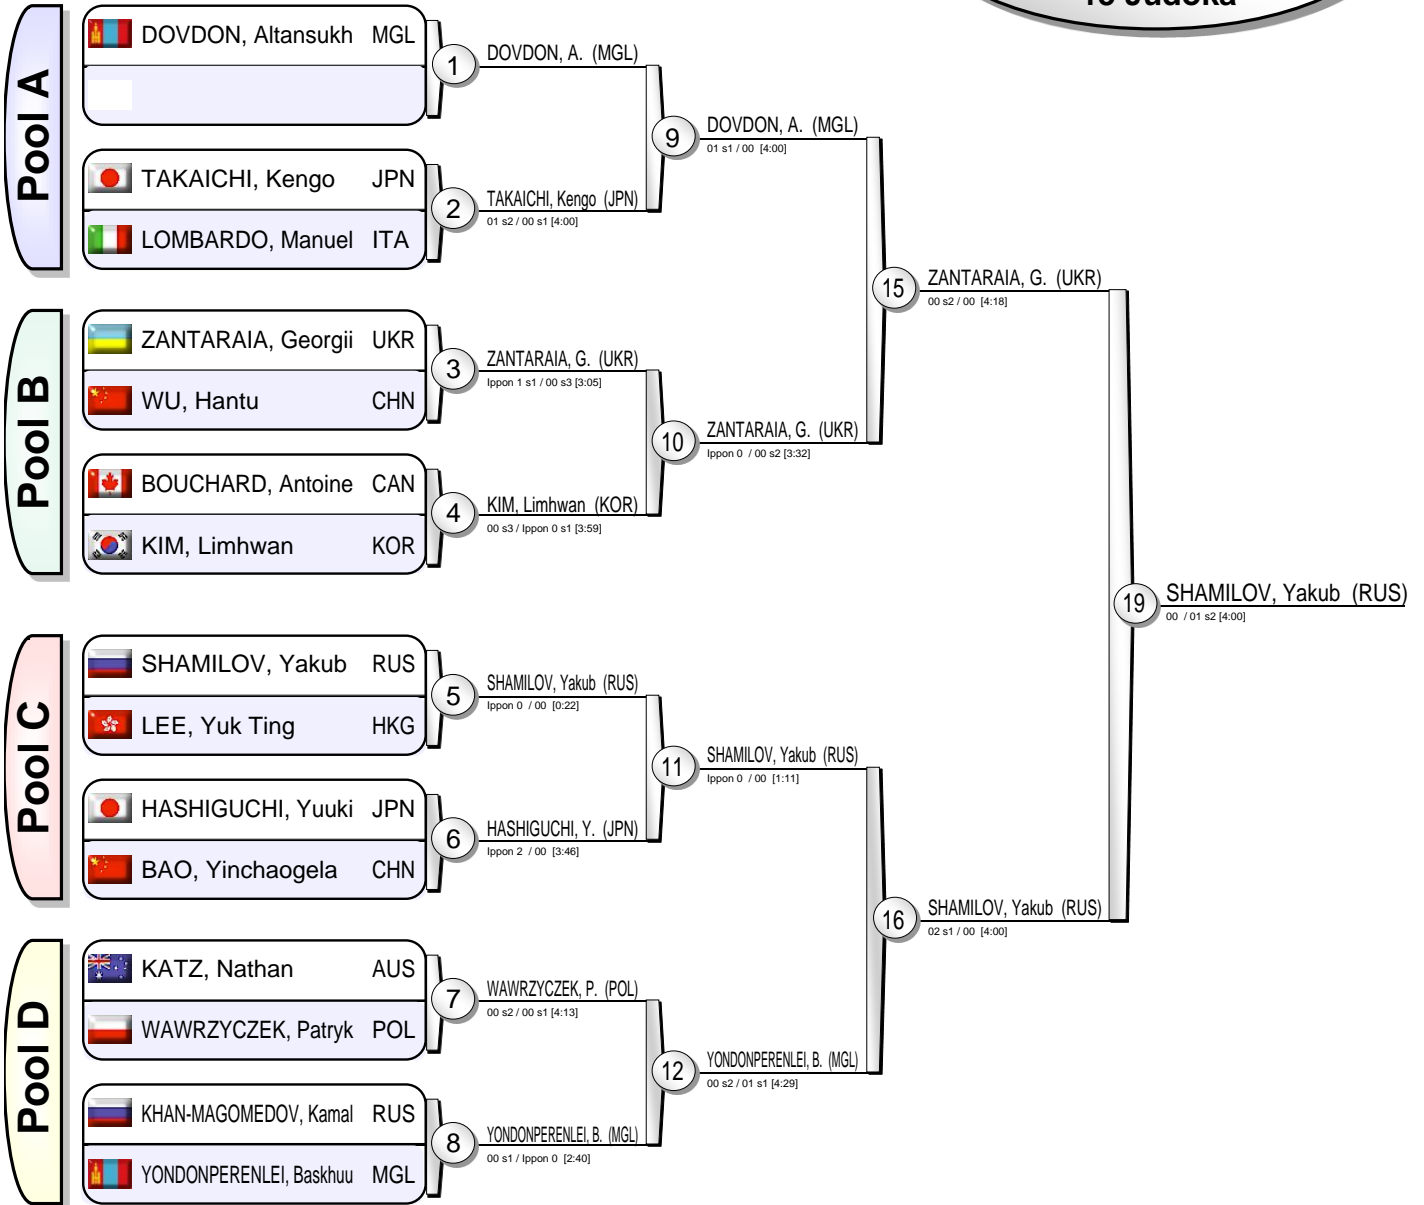 15 Judoka
Pool A
DOVDON, Altansukh MGL
TAKAICHI, Kengo JPN
LOMBARDO, Manuel ITA
Pool B
ZANTARAIA, Georgii UKR
WU, Hantu CHN
BOUCHARD, Antoine CAN
KIM, Limhwan KOR
Pool C
SHAMILOV, Yakub RUS
LEE, Yuk Ting HKG
HASHIGUCHI, Yuuki JPN
BAO, Yinchaogela CHN
Pool D
KATZ, Nathan AUS
WAWRZYCZEK, Patryk POL
KHAN-MAGOMEDOV, Kamal RUS
YONDONPERENLEI, Baskhuu MGL
1
DOVDON, A. (MGL)
2
TAKAICHI, Kengo (JPN)
01 s2 / 00 s1 [4:00]
3
ZANTARAIA, G. (UKR)
Ippon 1 s1 / 00 s3 [3:05]
4
KIM, Limhwan (KOR)
00 s3 / Ippon 0 s1 [3:59]
5
SHAMILOV, Yakub (RUS)
Ippon 0 / 00 [0:22]
6
HASHIGUCHI, Y. (JPN)
Ippon 2 / 00 [3:46]
7
WAWRZYCZEK, P. (POL)
00 s2 / 00 s1 [4:13]
8
YONDONPERENLEI, B. (MGL)
00 s1 / Ippon 0 [2:40]
9
DOVDON, A. (MGL)
01 s1 / 00 [4:00]
10
ZANTARAIA, G. (UKR)
Ippon 0 / 00 s2 [3:32]
11
SHAMILOV, Yakub (RUS)
Ippon 0 / 00 [1:11]
12
YONDONPERENLEI, B. (MGL)
00 s2 / 01 s1 [4:29]
15
ZANTARAIA, G. (UKR)
00 s2 / 00 [4:18]
16
SHAMILOV, Yakub (RUS)
02 s1 / 00 [4:00]
19
SHAMILOV, Yakub (RUS)
00 / 01 s2 [4:00]